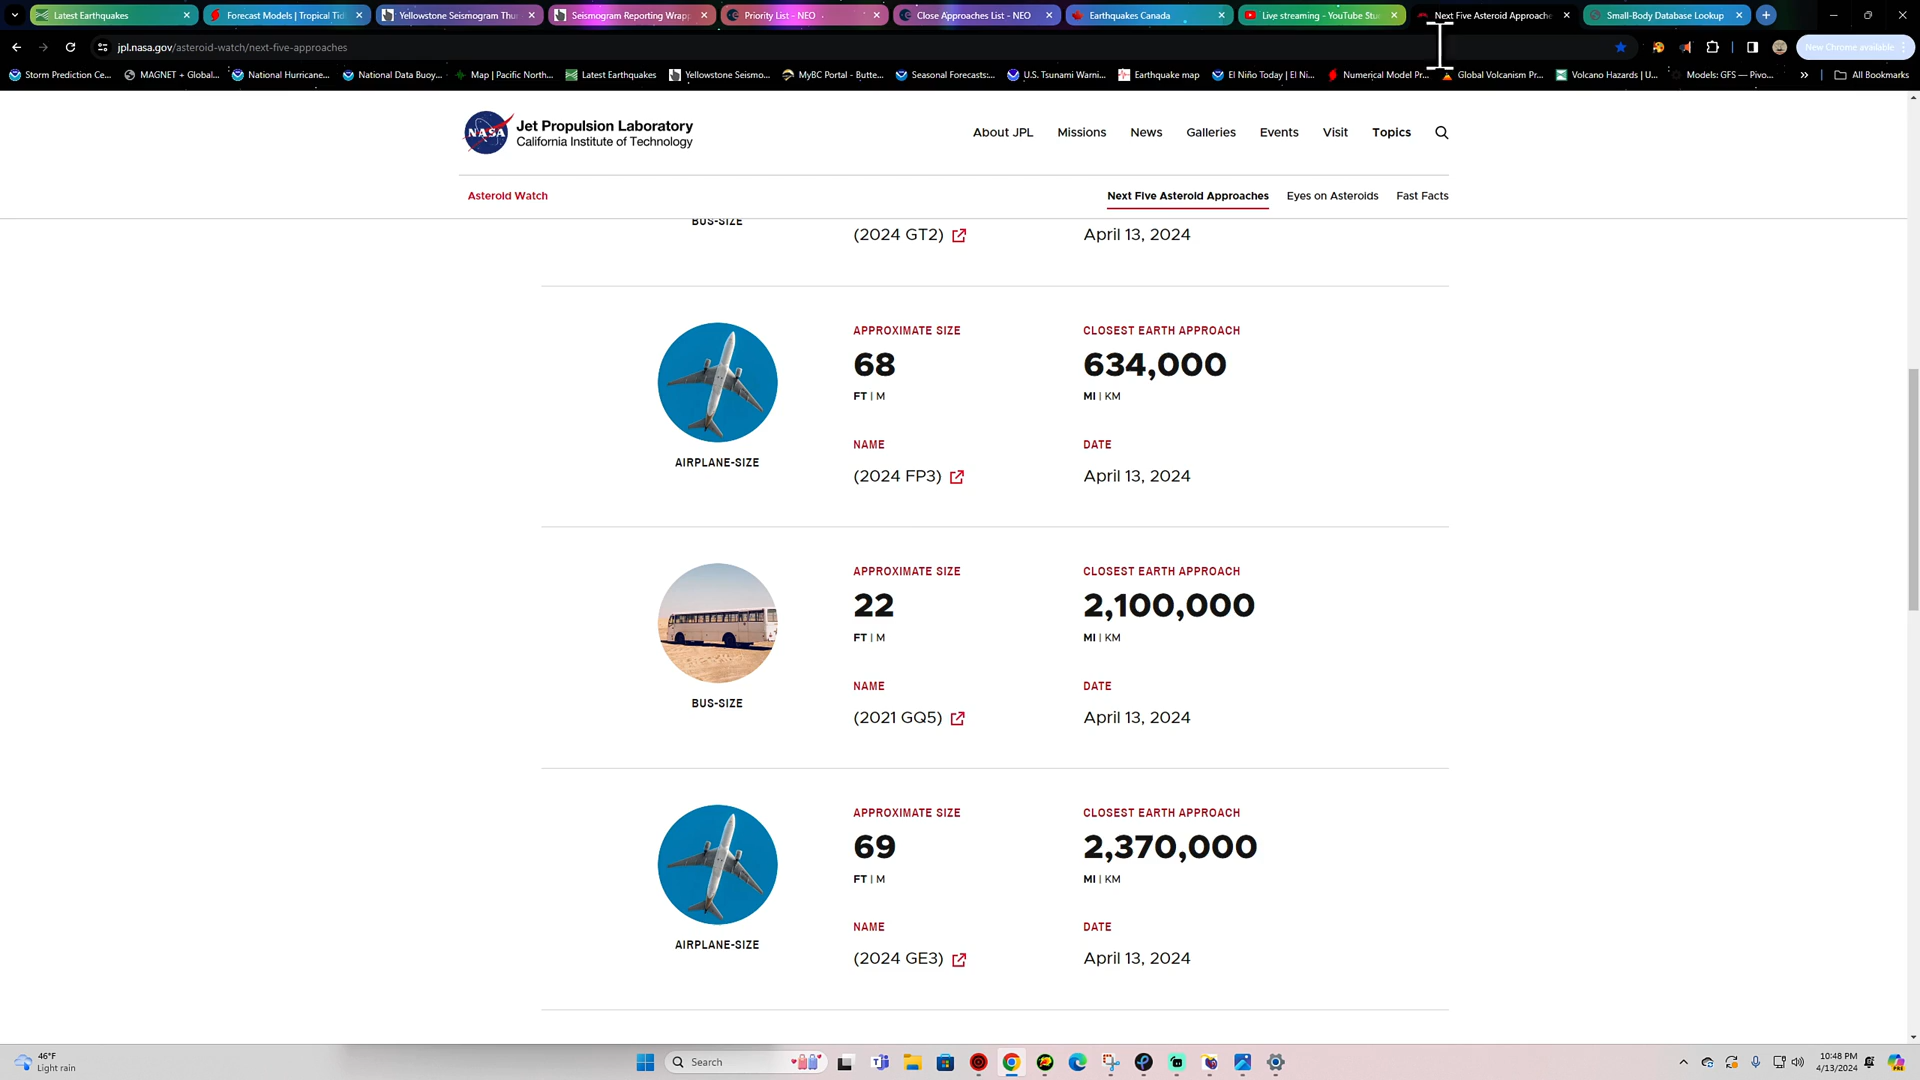 Latest Earthquakes
Forecast Models | Tropical Tid
Yellowstone Seismogram Thu
Seismogram Reporting Wrap
Priority List - NEO
Close Approaches List - NEO
Earthquakes Canada
Live streaming - YouTube Stu
Next Five Asteroid Approache
Small-Body Database Lookup
jpl.nasa.gov/asteroid-watch/next-five-approaches
New Chrome available
Storm Prediction Ce...
MAGNET + Global...
National Hurricane...
National Data Buoy...
Map | Pacific North...
Latest Earthquakes
Yellowstone Seismo...
MyBC Portal - Butte...
Seasonal Forecasts:...
U.S. Tsunami Warni...
Earthquake map
El Niño Today | El Ni...
Numerical Model Pr...
Global Volcanism Pr...
Volcano Hazards | U...
Models: GFS — Pivo...
All Bookmarks
NASA
Jet Propulsion Laboratory
California Institute of Technology
About JPL
Missions
News
Galleries
Events
Visit
Topics
Asteroid Watch
Next Five Asteroid Approaches
Eyes on Asteroids
Fast Facts
BUS-SIZE
(2024 GT2)
April 13, 2024
AIRPLANE-SIZE
APPROXIMATE SIZE
68
FT | M
CLOSEST EARTH APPROACH
634,000
MI | KM
NAME
(2024 FP3)
DATE
April 13, 2024
BUS-SIZE
APPROXIMATE SIZE
22
FT | M
CLOSEST EARTH APPROACH
2,100,000
MI | KM
NAME
(2021 GQ5)
DATE
April 13, 2024
AIRPLANE-SIZE
APPROXIMATE SIZE
69
FT | M
CLOSEST EARTH APPROACH
2,370,000
MI | KM
NAME
(2024 GE3)
DATE
April 13, 2024
46°F
Light rain
Search
10:48 PM
4/13/2024